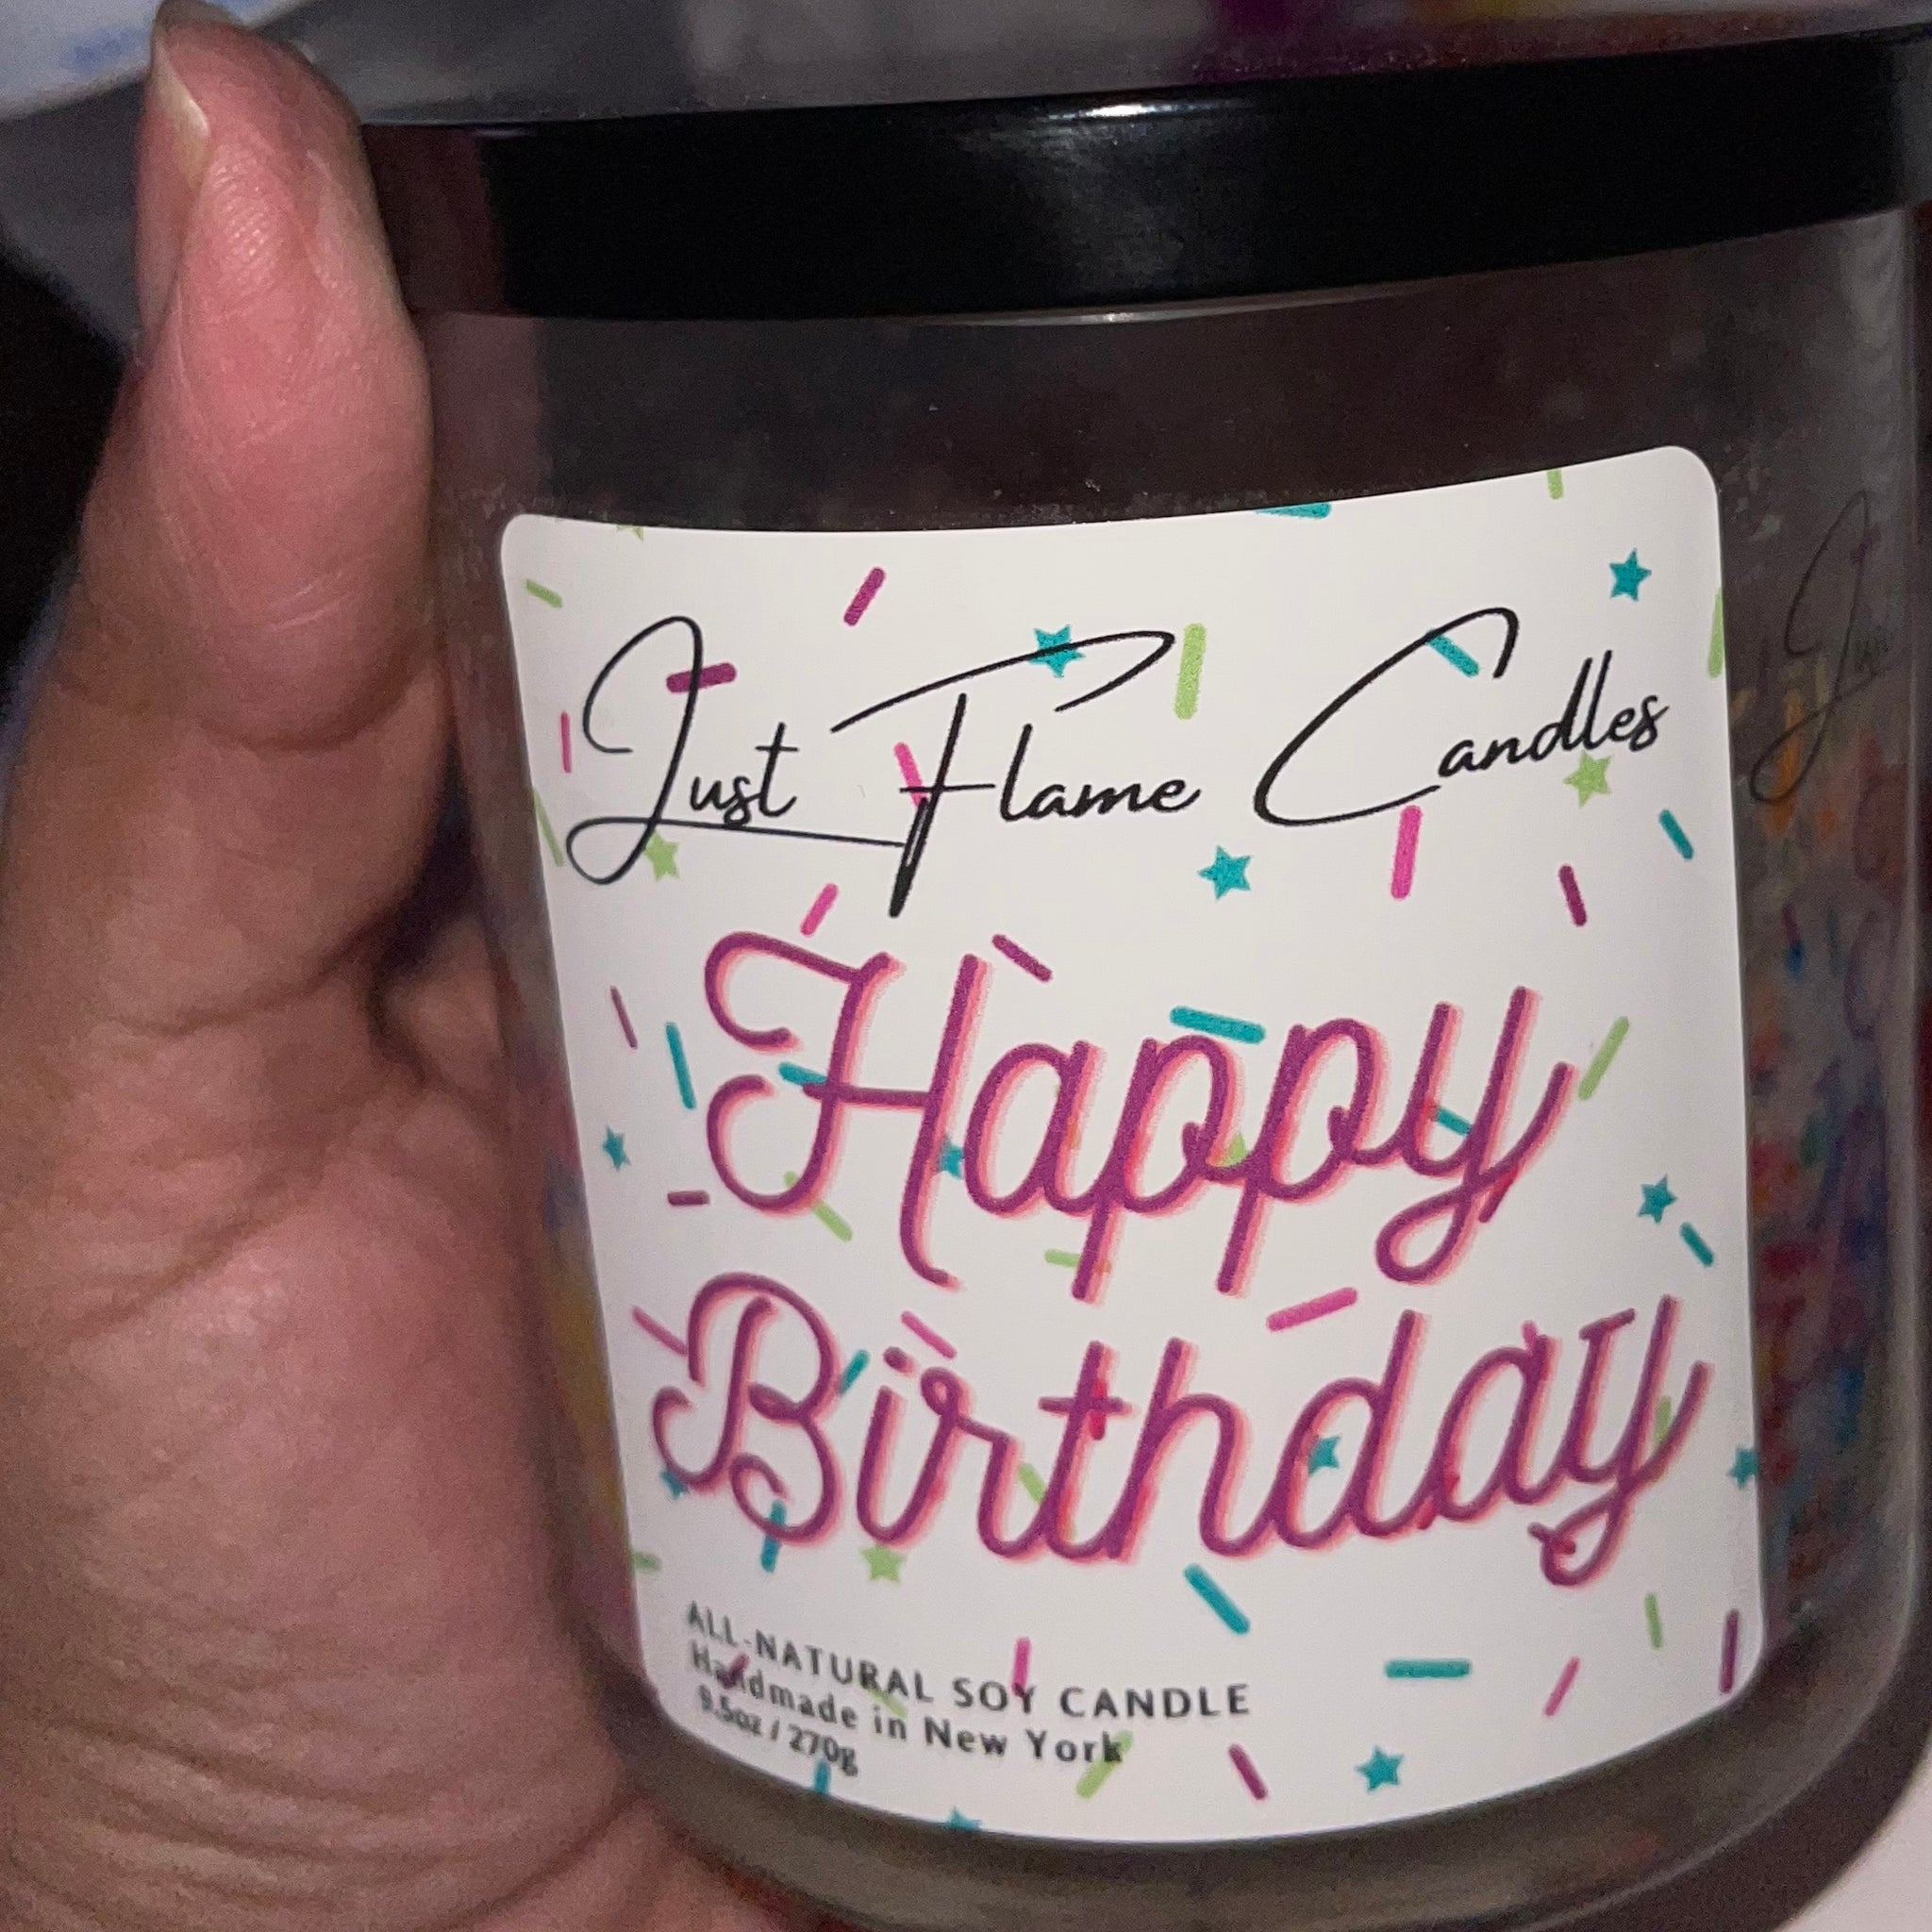 Just Flame Candles
Happy
Birthday
ALL-NATURAL SOY CANDLE
Handmade in New York
9.5oz / 270g